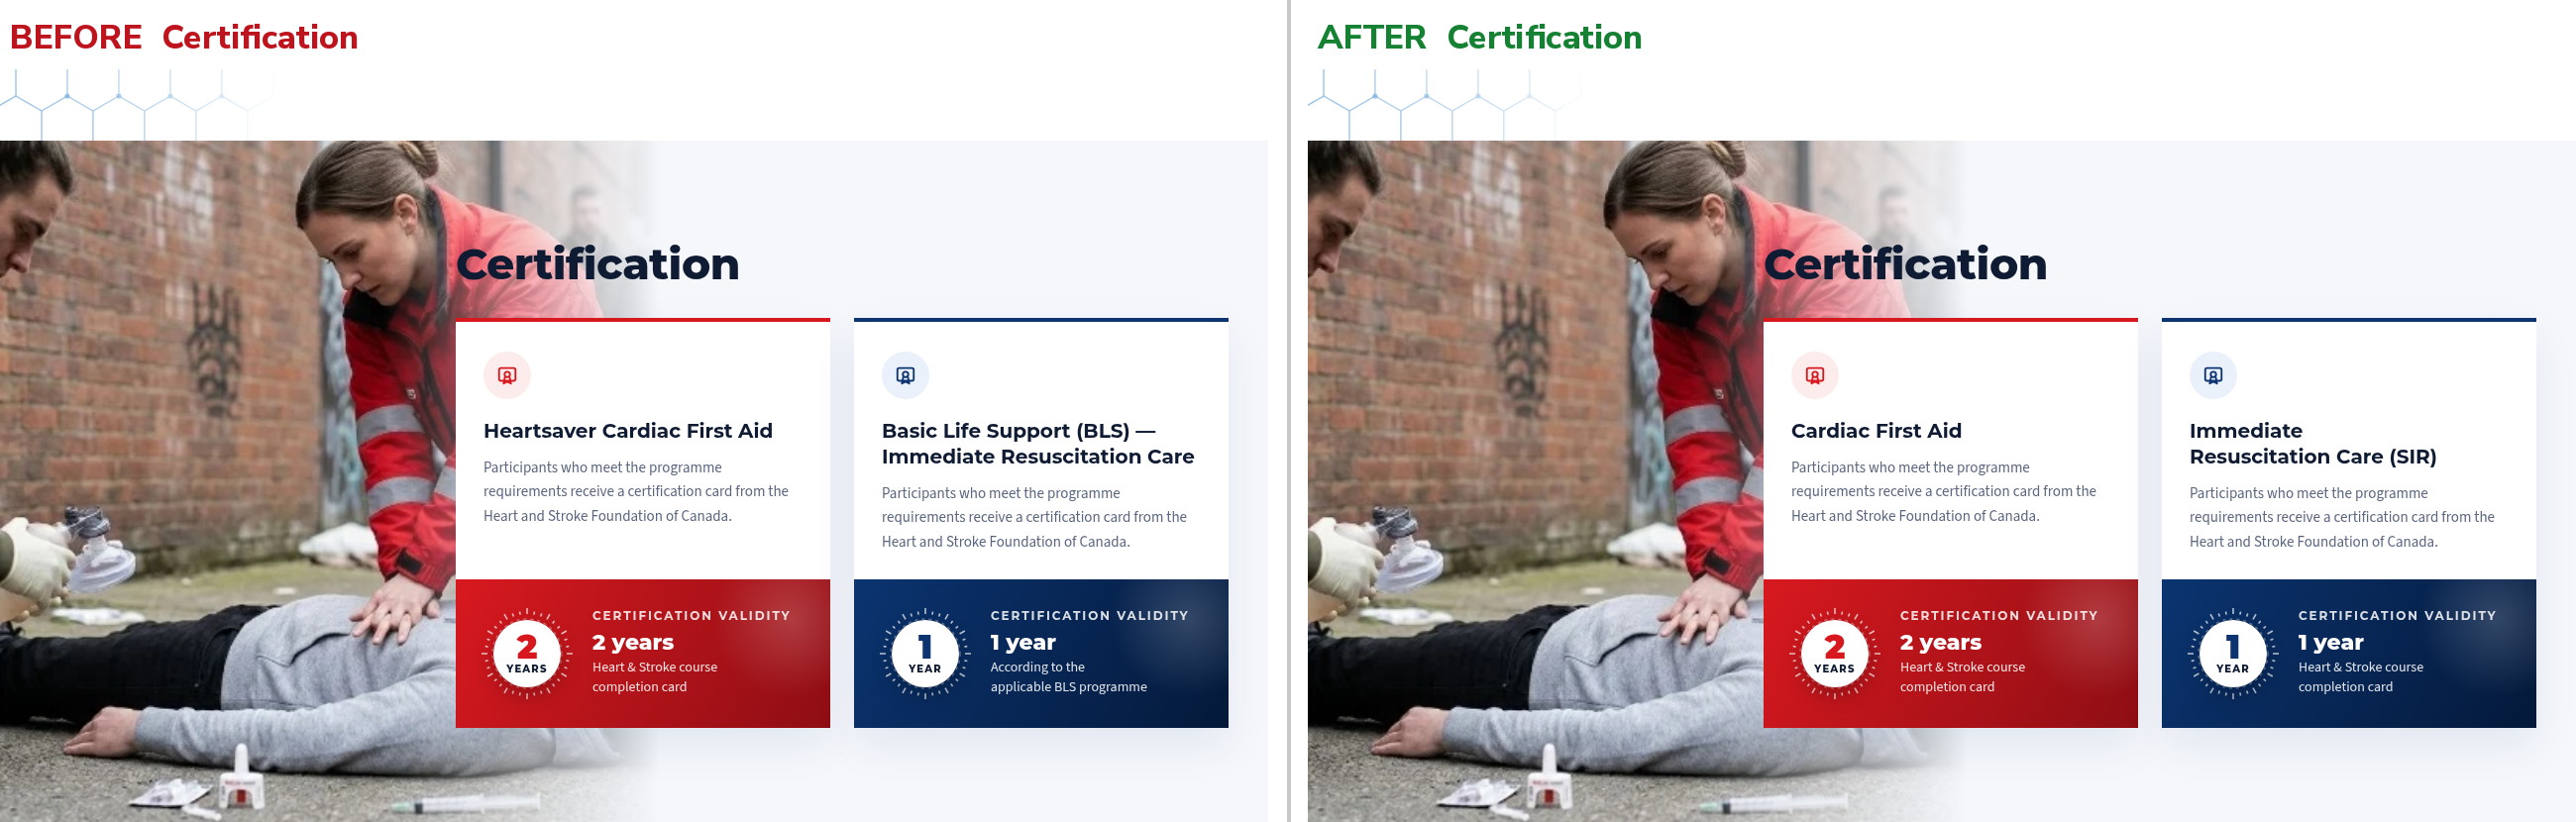 BEFORE Certification
Certification
Heartsaver Cardiac First Aid
Participants who meet the programme
requirements receive a certification card from the
Heart and Stroke Foundation of Canada.
2
YEARS
CERTIFICATION VALIDITY
2 years
Heart & Stroke course
completion card
Basic Life Support (BLS) —
Immediate Resuscitation Care
Participants who meet the programme
requirements receive a certification card from the
Heart and Stroke Foundation of Canada.
1
YEAR
CERTIFICATION VALIDITY
1 year
According to the
applicable BLS programme
AFTER Certification
Certification
Cardiac First Aid
Participants who meet the programme
requirements receive a certification card from the
Heart and Stroke Foundation of Canada.
2
YEARS
CERTIFICATION VALIDITY
2 years
Heart & Stroke course
completion card
Immediate
Resuscitation Care (SIR)
Participants who meet the programme
requirements receive a certification card from the
Heart and Stroke Foundation of Canada.
1
YEAR
CERTIFICATION VALIDITY
1 year
Heart & Stroke course
completion card